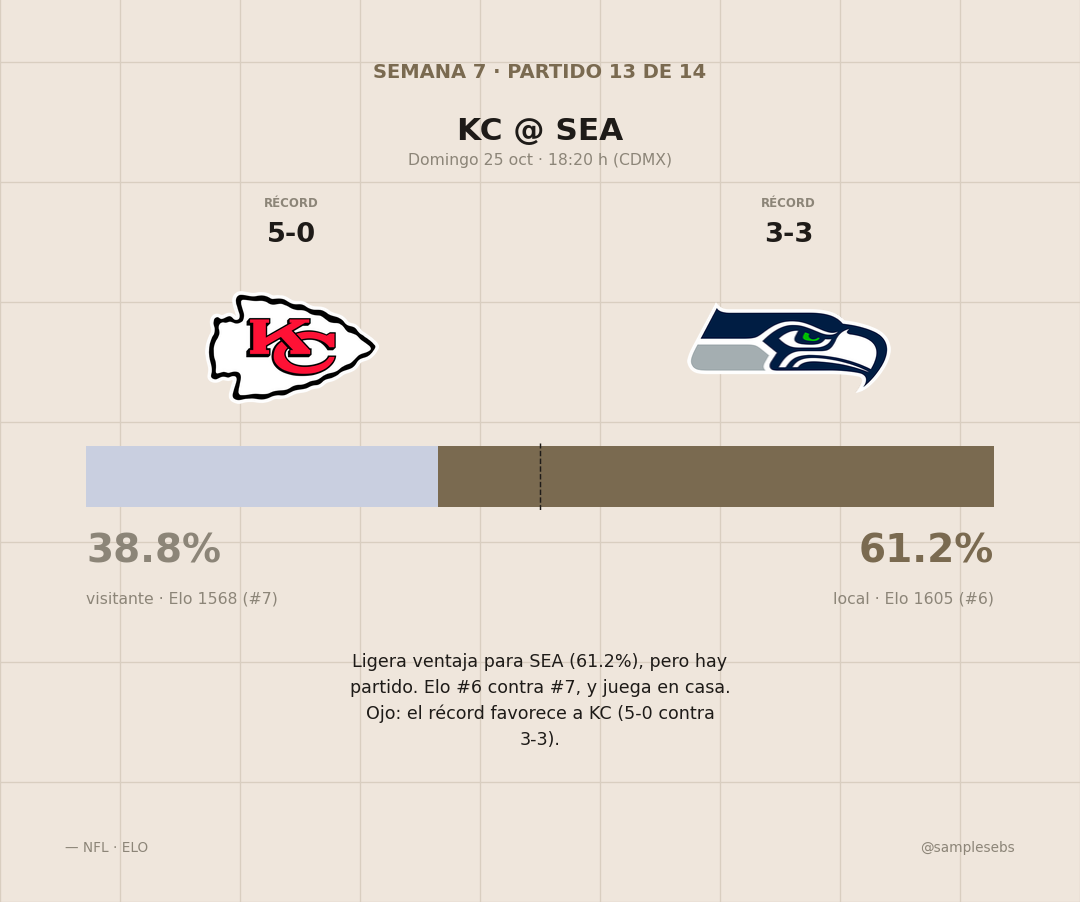 SEMANA 7 · PARTIDO 13 DE 14
KC @ SEA
Domingo 25 oct · 18:20 h (CDMX)
RÉCORD
5-0
RÉCORD
3-3
KC
38.8%
61.2%
visitante · Elo 1568 (#7)
local · Elo 1605 (#6)
Ligera ventaja para SEA (61.2%), pero hay
partido. Elo #6 contra #7, y juega en casa.
Ojo: el récord favorece a KC (5-0 contra
3-3).
— NFL · ELO
@samplesebs